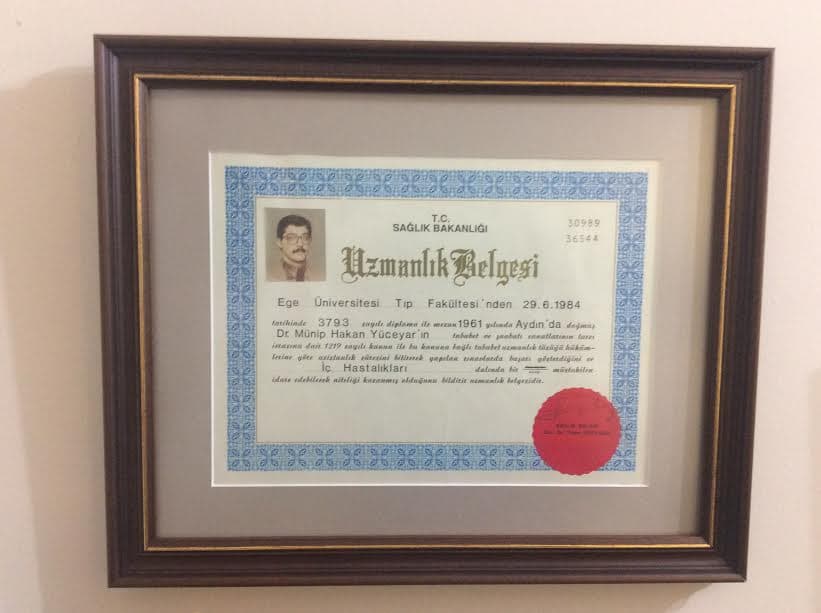 T.C.
SAĞLIK BAKANLIĞI
30989
36544
Uzmanlık Belgesi
Ege Üniversitesi Tıp Fakültesi'nden 29.6.1984
tarihinde 3793 sayılı diploma ile mezun 1961 yılında Aydın'da doğmuş
Dr. Münip Hakan Yüceyar'ın tababet ve şuabatı sanatlarının tarzı
icrasına dair 1219 sayılı kanun ile bu kanuna bağlı tababet uzmanlık tüzüğü hüküm-
lerine göre asistanlık süresini bitirerek yapılan sınavlarda başarı gösterdiğini ve
İç Hastalıkları dalında bir müstakilen
idare edebilecek niteliği kazanmış olduğunu bildirir uzmanlık belgesidir.
SAĞLIK BAKANI